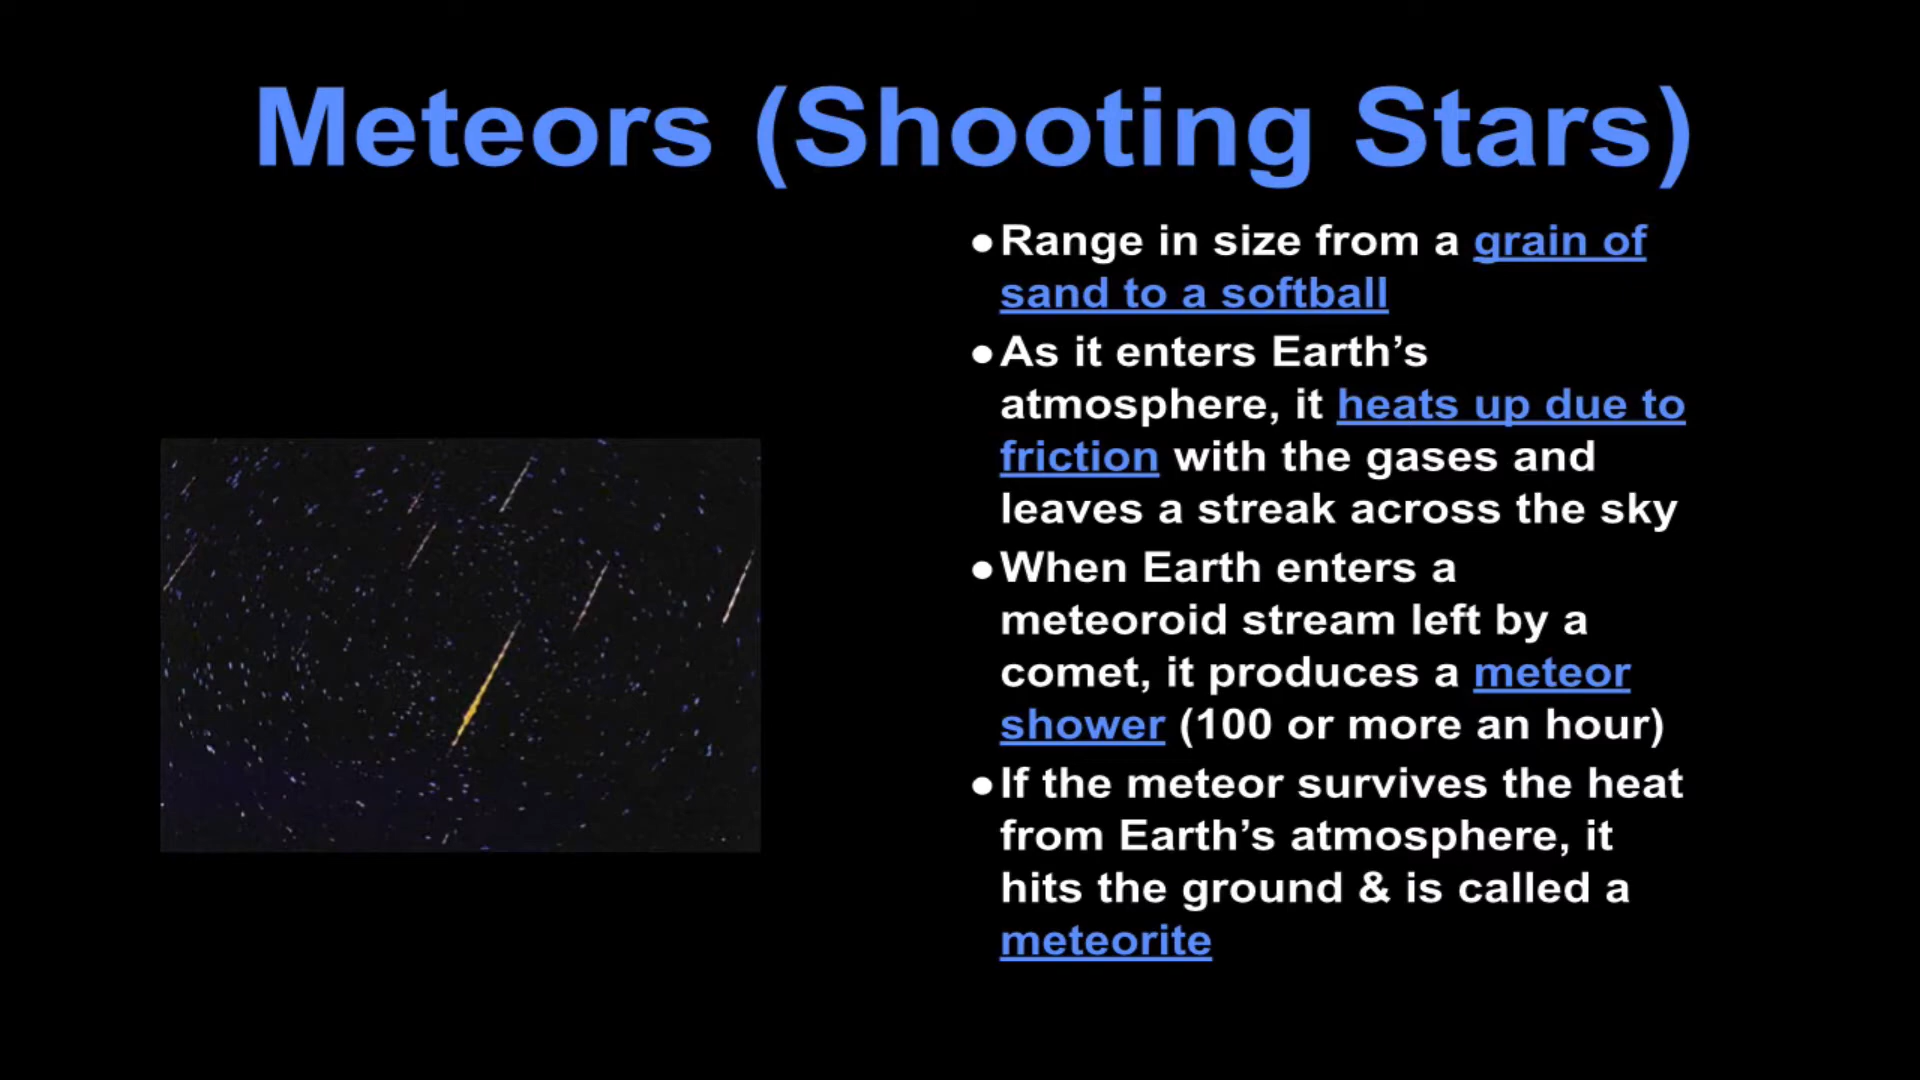 Meteors (Shooting Stars)
●Range in size from a grain of
sand to a softball
●As it enters Earth’s
atmosphere, it heats up due to
friction with the gases and
leaves a streak across the sky
●When Earth enters a
meteoroid stream left by a
comet, it produces a meteor
shower (100 or more an hour)
●If the meteor survives the heat
from Earth’s atmosphere, it
hits the ground & is called a
meteorite